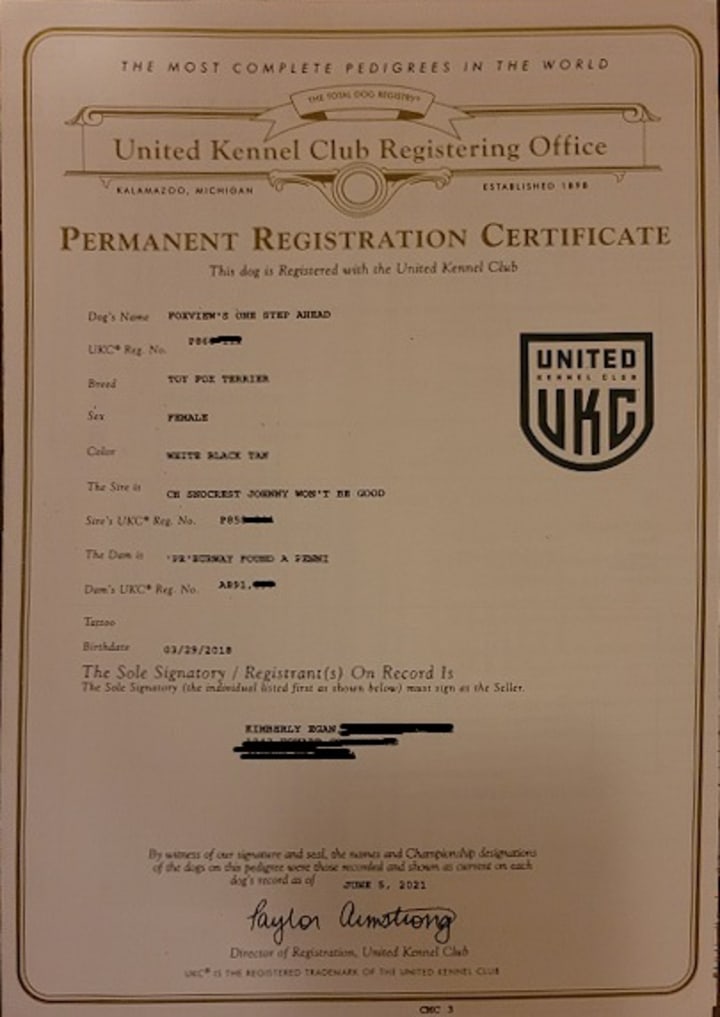 THE MOST COMPLETE PEDIGREES IN THE WORLD
THE TOTAL DOG REGISTRY®
United Kennel Club Registering Office
KALAMAZOO, MICHIGAN ESTABLISHED 1898
PERMANENT REGISTRATION CERTIFICATE
This dog is Registered with the United Kennel Club
Dog's Name FOXVIEW'S ONE STEP AHEAD
UKC® Reg. No. P86
Breed TOY FOX TERRIER
UNITED
KENNEL CLUB
UKC
Sex FEMALE
Color WHITE BLACK TAN
The Sire is CH SNOCREST JOHNNY WON'T BE GOOD
Sire's UKC® Reg. No. P85
The Dam is 'PR' FOUND A PENNI
Dam's UKC® Reg. No. A891,
Tattoo
Birthdate 03/29/2018
The Sole Signatory / Registrant(s) On Record Is
The Sole Signatory (the individual listed first as shown below) must sign as the Seller.
KIMBERLY EGAN
By witness of our signature and seal, the names and Championship designations
of the dogs on this pedigree were those recorded and shown as current on each
dog's record as of JUNE 5, 2021
Taylor Armstrong
Director of Registration, United Kennel Club
UKC® IS THE REGISTERED TRADEMARK OF THE UNITED KENNEL CLUB
CMC 3